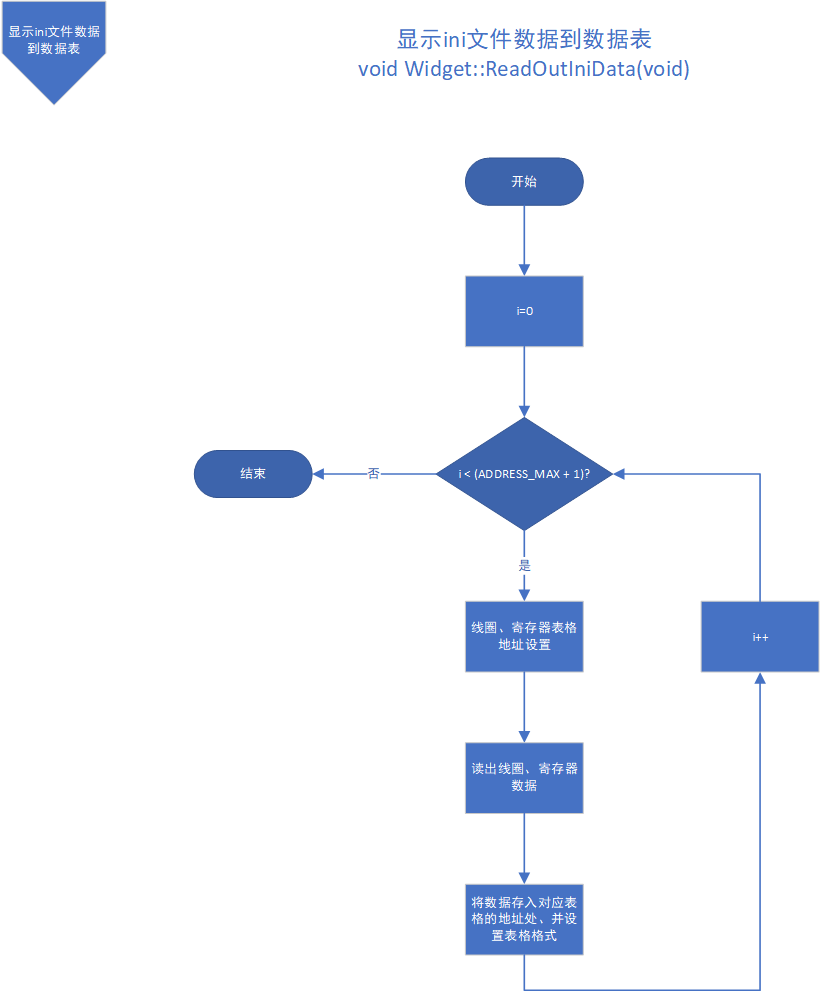 显示ini文件数据
到数据表
显示ini文件数据到数据表
void Widget::ReadOutIniData(void)
开始
i=0
i < (ADDRESS_MAX + 1)?
否
结束
是
线圈、寄存器表格
地址设置
i++
读出线圈、寄存器
数据
将数据存入对应表
格的地址处、并设
置表格格式